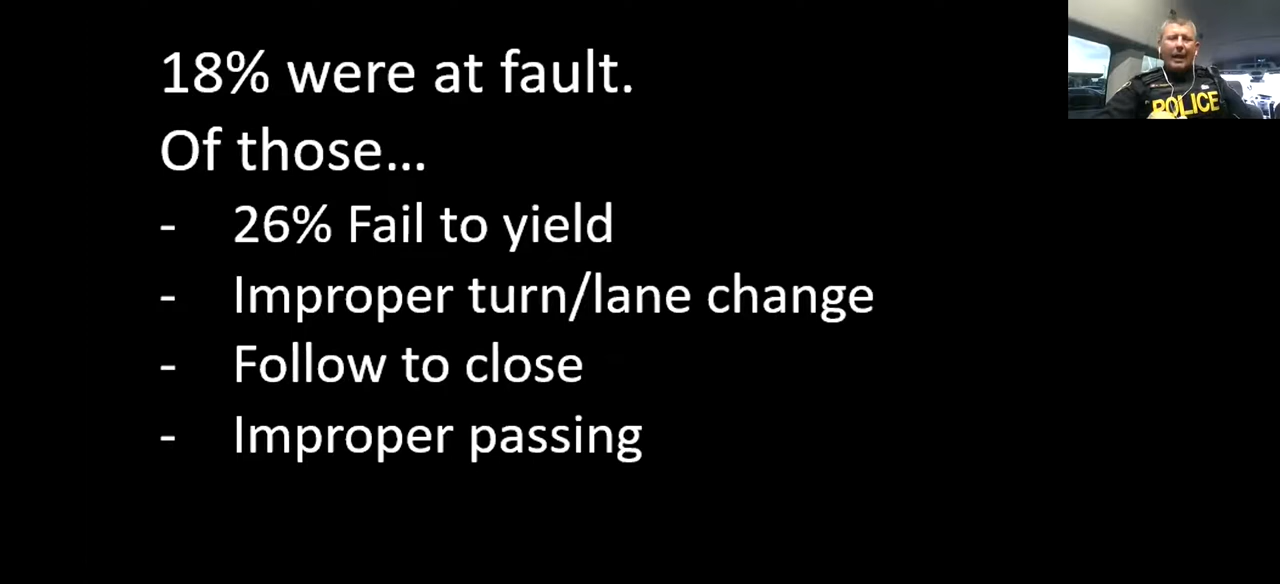 18% were at fault.
Of those...
- 26% Fail to yield
- Improper turn/lane change
- Follow to close
- Improper passing
POLICE